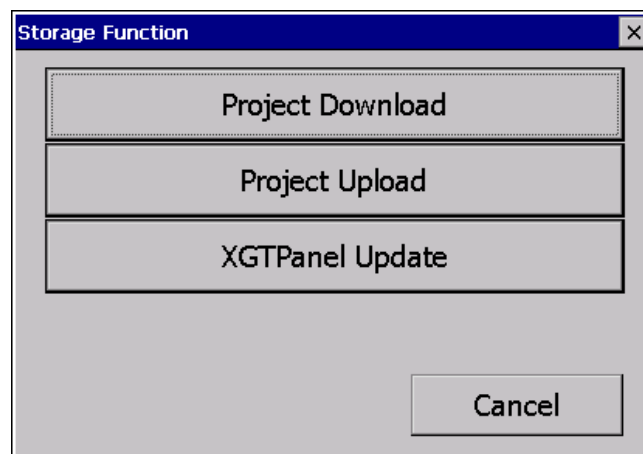 Storage Function
Project Download
Project Upload
XGTPanel Update
Cancel